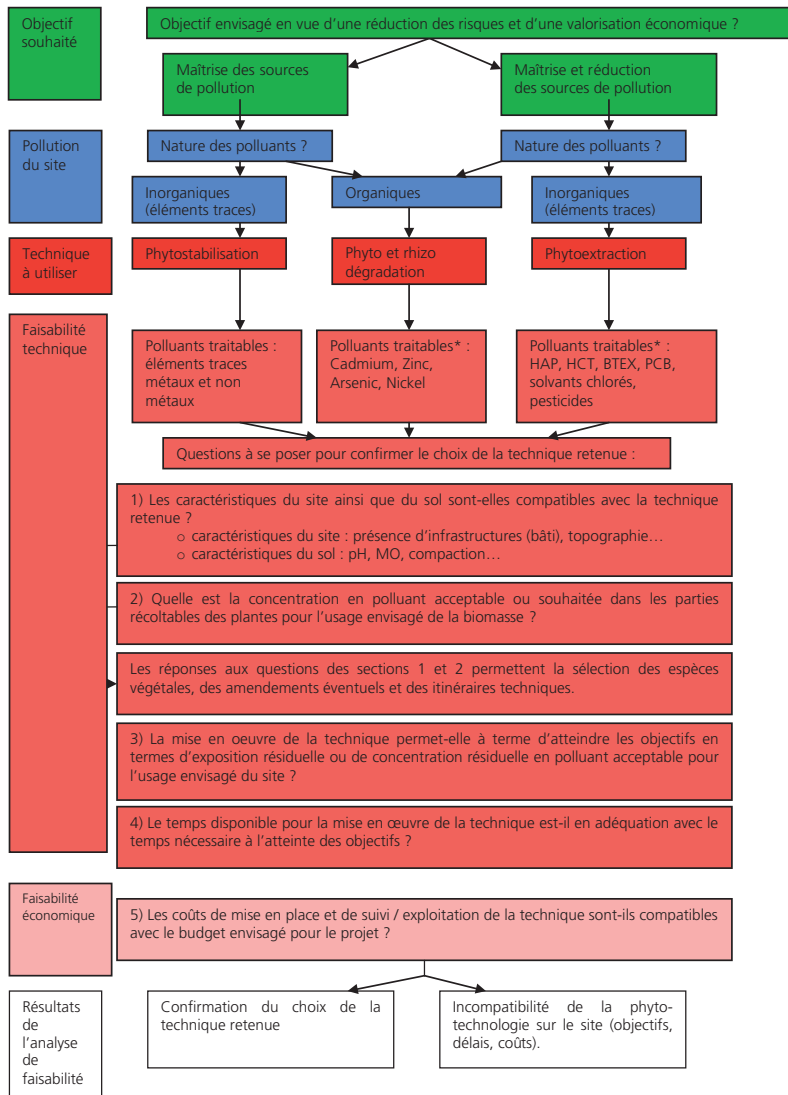 Objectif
souhaité
Objectif envisagé en vue d'une réduction des risques et d'une valorisation économique ?
Maîtrise des sources
de pollution
Maîtrise et réduction
des sources de pollution
Pollution
du site
Nature des polluants ?
Nature des polluants ?
Inorganiques
(éléments traces)
Organiques
Inorganiques
(éléments traces)
Technique
à utiliser
Phytostabilisation
Phyto et rhizo
dégradation
Phytoextraction
Faisabilité
technique
Polluants traitables :
éléments traces
métaux et non
métaux
Polluants traitables* :
Cadmium, Zinc,
Arsenic, Nickel
Polluants traitables* :
HAP, HCT, BTEX, PCB,
solvants chlorés,
pesticides
Questions à se poser pour confirmer le choix de la technique retenue :
1) Les caractéristiques du site ainsi que du sol sont-elles compatibles avec la technique
retenue ?
o caractéristiques du site : présence d'infrastructures (bâti), topographie…
o caractéristiques du sol : pH, MO, compaction…
2) Quelle est la concentration en polluant acceptable ou souhaitée dans les parties
récoltables des plantes pour l'usage envisagé de la biomasse ?
Les réponses aux questions des sections 1 et 2 permettent la sélection des espèces
végétales, des amendements éventuels et des itinéraires techniques.
3) La mise en oeuvre de la technique permet-elle à terme d'atteindre les objectifs en
termes d'exposition résiduelle ou de concentration résiduelle en polluant acceptable pour
l'usage envisagé du site ?
4) Le temps disponible pour la mise en œuvre de la technique est-il en adéquation avec le
temps nécessaire à l'atteinte des objectifs ?
Faisabilité
économique
5) Les coûts de mise en place et de suivi / exploitation de la technique sont-ils compatibles
avec le budget envisagé pour le projet ?
Résultats
de
l'analyse
de
faisabilité
Confirmation du choix de la
technique retenue
Incompatibilité de la phyto-
technologie sur le site (objectifs,
délais, coûts).